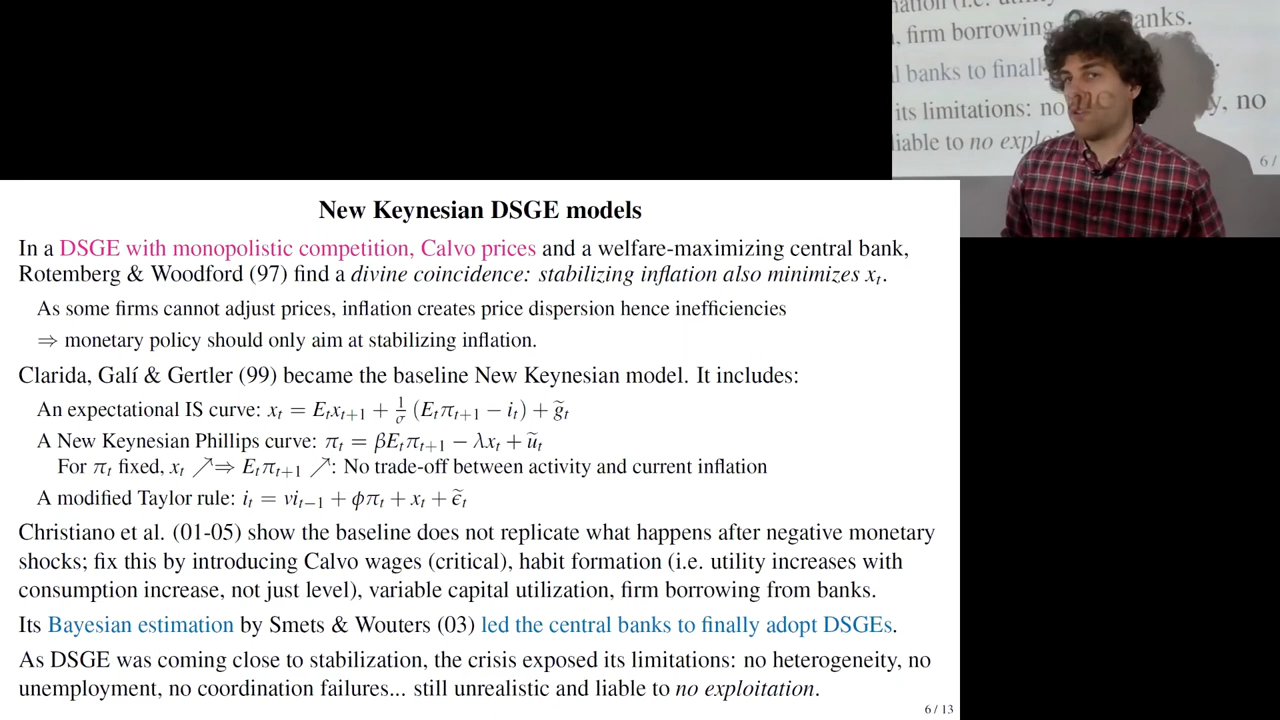 nation (i.e. utility
, firm borrowing banks.
l banks to finall
its limitations: no y, no
liable to no exploi
6 /
New Keynesian DSGE models
In a DSGE with monopolistic competition, Calvo prices and a welfare-maximizing central bank,
Rotemberg & Woodford (97) find a divine coincidence: stabilizing inflation also minimizes xₜ.
As some firms cannot adjust prices, inflation creates price dispersion hence inefficiencies
⇒ monetary policy should only aim at stabilizing inflation.
Clarida, Galí & Gertler (99) became the baseline New Keynesian model. It includes:
An expectational IS curve: xₜ = Eₜxₜ₊₁ + 1/σ (Eₜπₜ₊₁ − iₜ) + g̃ₜ
A New Keynesian Phillips curve: πₜ = βEₜπₜ₊₁ − λxₜ + ũₜ
For πₜ fixed, xₜ ↗⇒ Eₜπₜ₊₁ ↗: No trade-off between activity and current inflation
A modified Taylor rule: iₜ = νiₜ₋₁ + ϕπₜ + xₜ + ϵ̃ₜ
Christiano et al. (01-05) show the baseline does not replicate what happens after negative monetary
shocks; fix this by introducing Calvo wages (critical), habit formation (i.e. utility increases with
consumption increase, not just level), variable capital utilization, firm borrowing from banks.
Its Bayesian estimation by Smets & Wouters (03) led the central banks to finally adopt DSGEs.
As DSGE was coming close to stabilization, the crisis exposed its limitations: no heterogeneity, no
unemployment, no coordination failures... still unrealistic and liable to no exploitation.
6 / 13